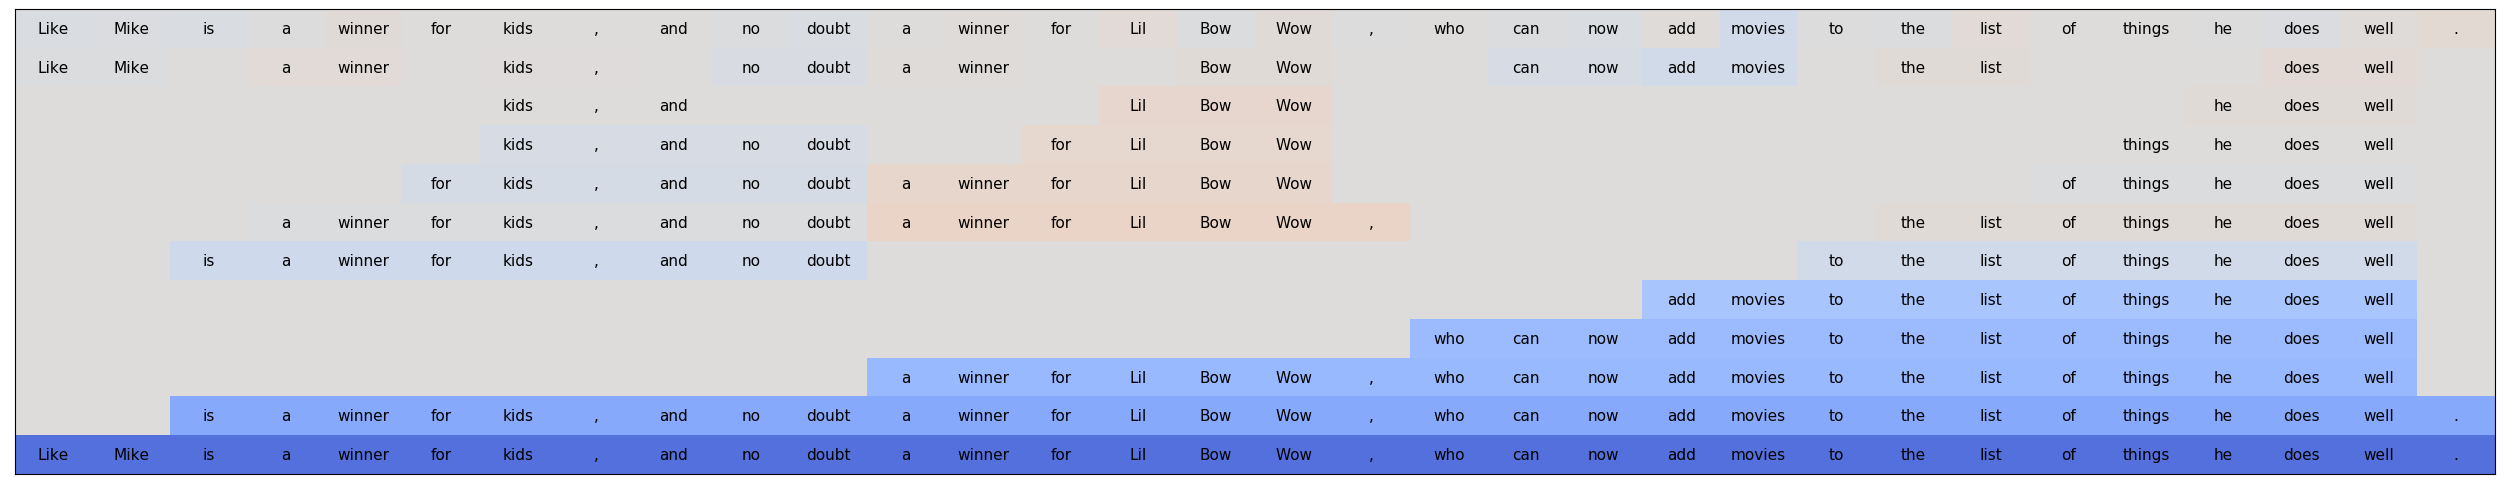 Like Mike is a winner for kids , and no doubt a winner for Lil Bow Wow , who can now add movies to the list of things he does well .
Like Mike a winner kids , no doubt a winner Bow Wow can now add movies the list does well
kids , and Lil Bow Wow he does well
kids , and no doubt for Lil Bow Wow things he does well
for kids , and no doubt a winner for Lil Bow Wow of things he does well
a winner for kids , and no doubt a winner for Lil Bow Wow , the list of things he does well
is a winner for kids , and no doubt to the list of things he does well
add movies to the list of things he does well
who can now add movies to the list of things he does well
a winner for Lil Bow Wow , who can now add movies to the list of things he does well
is a winner for kids , and no doubt a winner for Lil Bow Wow , who can now add movies to the list of things he does well .
Like Mike is a winner for kids , and no doubt a winner for Lil Bow Wow , who can now add movies to the list of things he does well .